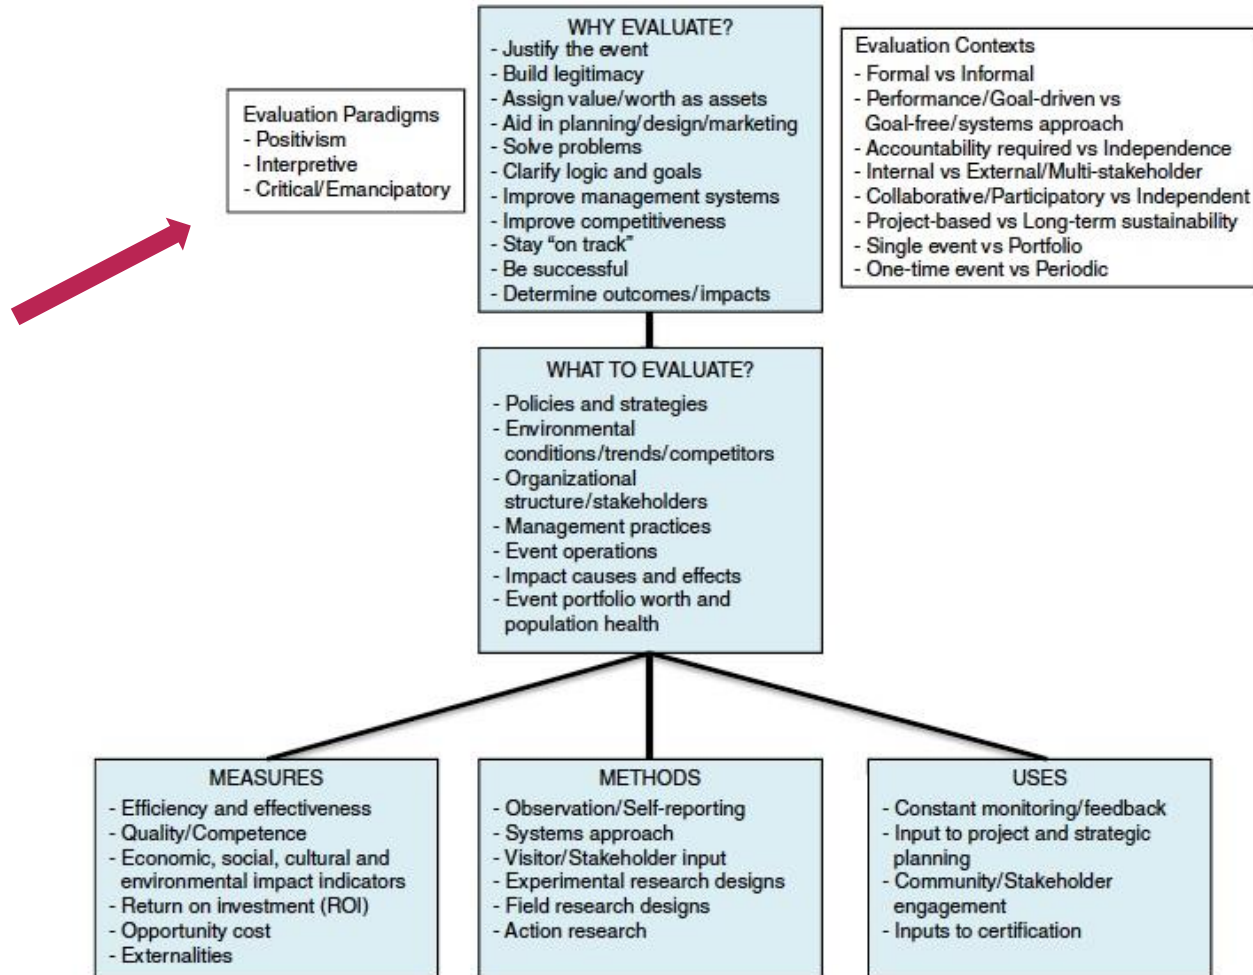 WHY EVALUATE?
- Justify the event
- Build legitimacy
- Assign value/worth as assets
- Aid in planning/design/marketing
- Solve problems
- Clarify logic and goals
- Improve management systems
- Improve competitiveness
- Stay “on track”
- Be successful
- Determine outcomes/impacts
Evaluation Paradigms
- Positivism
- Interpretive
- Critical/Emancipatory
Evaluation Contexts
- Formal vs Informal
- Performance/Goal-driven vs
Goal-free/systems approach
- Accountability required vs Independence
- Internal vs External/Multi-stakeholder
- Collaborative/Participatory vs Independent
- Project-based vs Long-term sustainability
- Single event vs Portfolio
- One-time event vs Periodic
WHAT TO EVALUATE?
- Policies and strategies
- Environmental
conditions/trends/competitors
- Organizational
structure/stakeholders
- Management practices
- Event operations
- Impact causes and effects
- Event portfolio worth and
population health
MEASURES
- Efficiency and effectiveness
- Quality/Competence
- Economic, social, cultural and
environmental impact indicators
- Return on investment (ROI)
- Opportunity cost
- Externalities
METHODS
- Observation/Self-reporting
- Systems approach
- Visitor/Stakeholder input
- Experimental research designs
- Field research designs
- Action research
USES
- Constant monitoring/feedback
- Input to project and strategic
planning
- Community/Stakeholder
engagement
- Inputs to certification